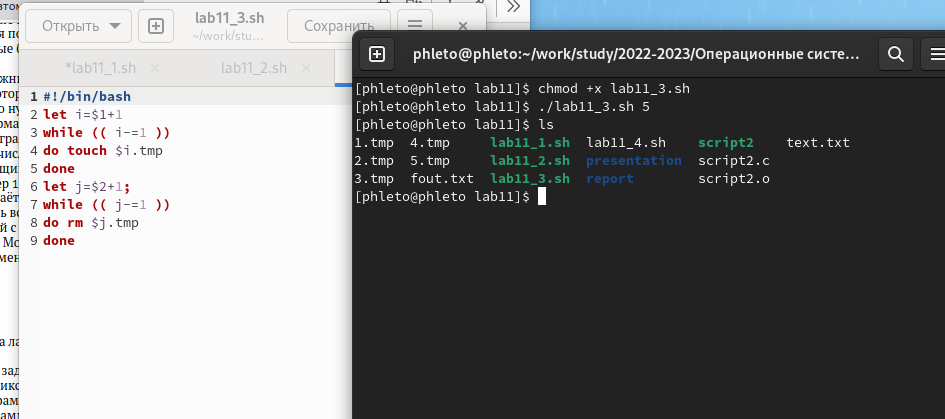 Открыть
lab11_3.sh
~/work/stu…
Сохранить
*lab11_1.sh
lab11_2.sh
1 #!/bin/bash
2 let i=$1+1
3 while (( i-=1 ))
4 do touch $i.tmp
5 done
6 let j=$2+1;
7 while (( j-=1 ))
8 do rm $j.tmp
9 done
phleto@phleto:~/work/study/2022-2023/Операционные систе…
[phleto@phleto lab11]$ chmod +x lab11_3.sh
[phleto@phleto lab11]$ ./lab11_3.sh 5
[phleto@phleto lab11]$ ls
1.tmp 4.tmp lab11_1.sh lab11_4.sh script2 text.txt
2.tmp 5.tmp lab11_2.sh presentation script2.c
3.tmp fout.txt lab11_3.sh report script2.o
[phleto@phleto lab11]$